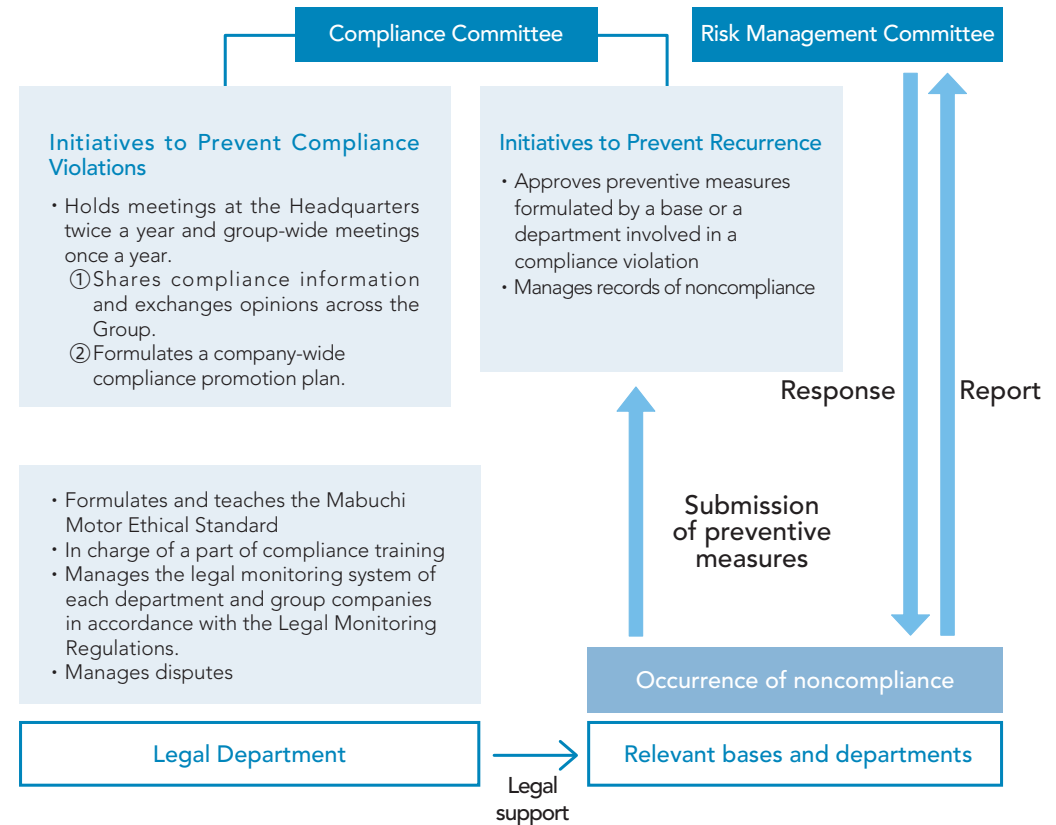 Compliance Committee
Risk Management Committee
Initiatives to Prevent Compliance
Violations
・Holds meetings at the Headquarters
twice a year and group-wide meetings
once a year.
①Shares compliance information
and exchanges opinions across the
Group.
②Formulates a company-wide
compliance promotion plan.
Initiatives to Prevent Recurrence
・Approves preventive measures
formulated by a base or a
department involved in a
compliance violation
・Manages records of noncompliance
Response
Report
・Formulates and teaches the Mabuchi
Motor Ethical Standard
・In charge of a part of compliance training
・Manages the legal monitoring system of
each department and group companies
in accordance with the Legal Monitoring
Regulations.
・Manages disputes
Submission
of preventive
measures
Occurrence of noncompliance
Legal Department
Legal
support
Relevant bases and departments